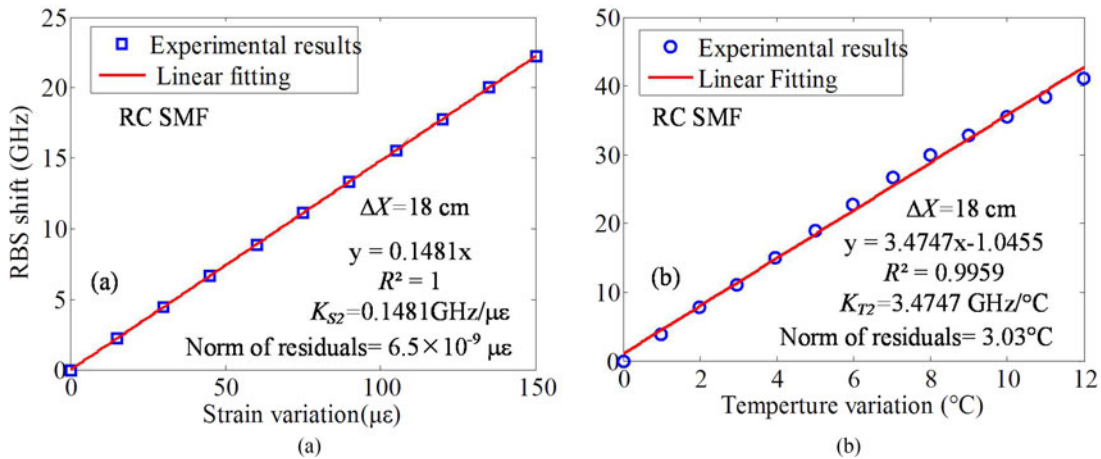 RBS shift (GHz)
25
20
15
10
5
0
Experimental results
Linear fitting
RC SMF
ΔX=18 cm
y = 0.1481x
(a)
R² = 1
K_S2=0.1481GHz/με
Norm of residuals= 6.5×10⁻⁹ με
0
50
100
150
Strain variation(με)
(a)
50
40
30
20
10
0
Experimental results
Linear Fitting
RC SMF
ΔX=18 cm
y = 3.4747x-1.0455
(b)
R² = 0.9959
K_T2=3.4747 GHz/°C
Norm of residuals= 3.03°C
0
2
4
6
8
10
12
Temperture variation (°C)
(b)